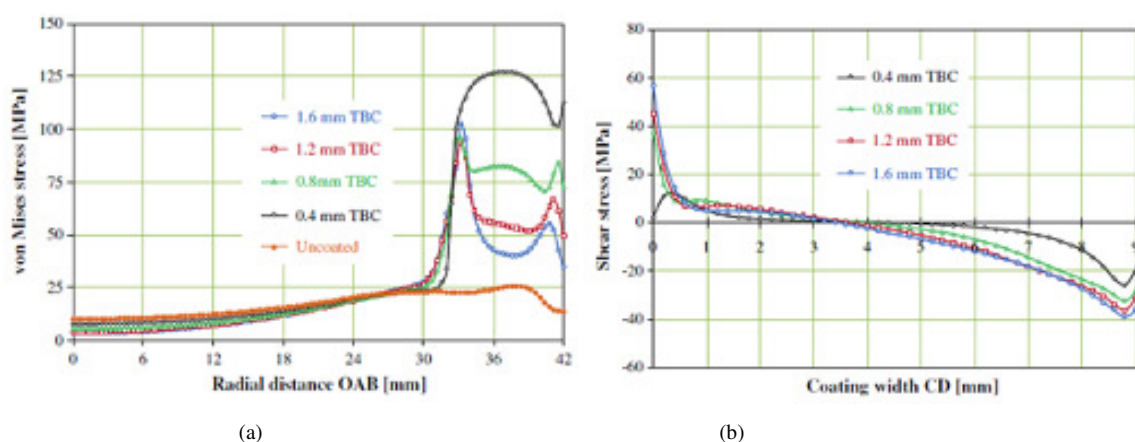 150
125
100
75
50
25
0
von Mises stress [MPa]
1.6 mm TBC
1.2 mm TBC
0.8mm TBC
0.4 mm TBC
Uncoated
0 6 12 18 24 30 36 42
Radial distance OAB [mm]
(a)
80
60
40
20
0
-20
-40
-60
Shear stress [MPa]
0.4 mm TBC
0.8 mm TBC
1.2 mm TBC
1.6 mm TBC
0 1 2 3 4 5 6 7 8 9
Coating width CD [mm]
(b)